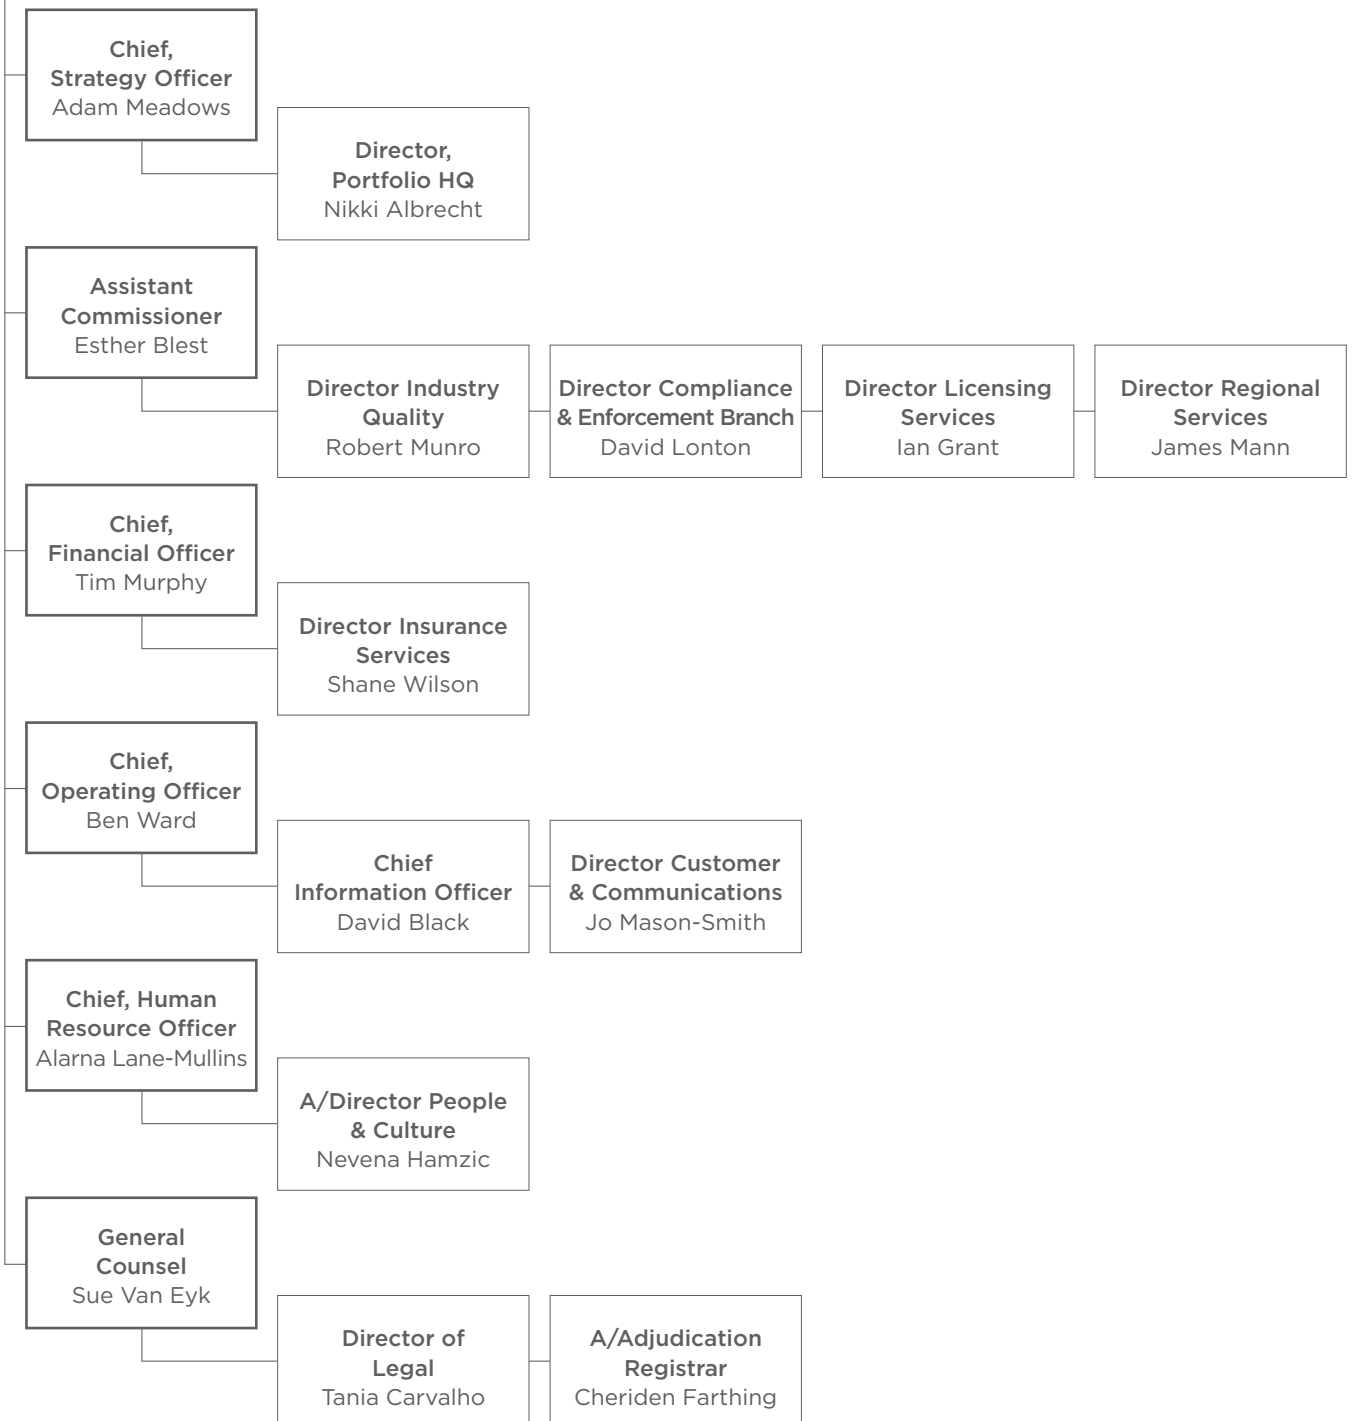 Chief,
Strategy Officer
Adam Meadows
Director,
Portfolio HQ
Nikki Albrecht
Assistant
Commissioner
Esther Blest
Director Industry
Quality
Robert Munro
Director Compliance
& Enforcement Branch
David Lonton
Director Licensing
Services
Ian Grant
Director Regional
Services
James Mann
Chief,
Financial Officer
Tim Murphy
Director Insurance
Services
Shane Wilson
Chief,
Operating Officer
Ben Ward
Chief
Information Officer
David Black
Director Customer
& Communications
Jo Mason-Smith
Chief, Human
Resource Officer
Alarna Lane-Mullins
A/Director People
& Culture
Nevena Hamzic
General
Counsel
Sue Van Eyk
Director of
Legal
Tania Carvalho
A/Adjudication
Registrar
Cheriden Farthing